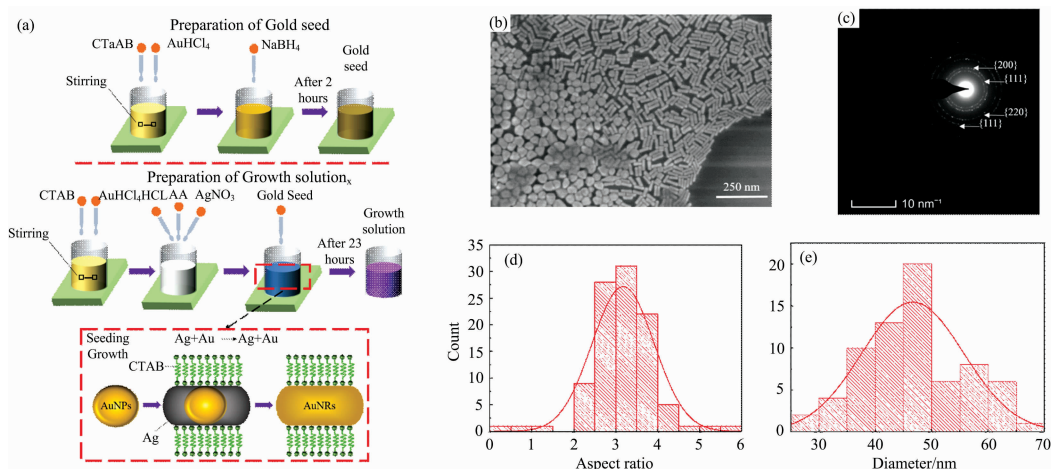 (a)
Preparation of Gold seed
CTaAB
AuHCl₄
NaBH₄
Gold
seed
Stirring
After 2
hours
Preparation of Growth solutionₓ
CTAB
AuHCl₄HCLAA
AgNO₃
Gold Seed
Growth
solution
Stirring
After 23
hours
Seeding
Growth
Ag+Au
Ag+Au
CTAB
AuNPs
AuNRs
Ag
(b)
250 nm
(c)
{200}
{111}
{220}
{111}
10 nm⁻¹
(d)
35
30
25
20
15
10
5
0
Count
0 1 2 3 4 5 6
Aspect ratio
(e)
20
15
10
5
0
30 40 50 60 70
Diameter/nm